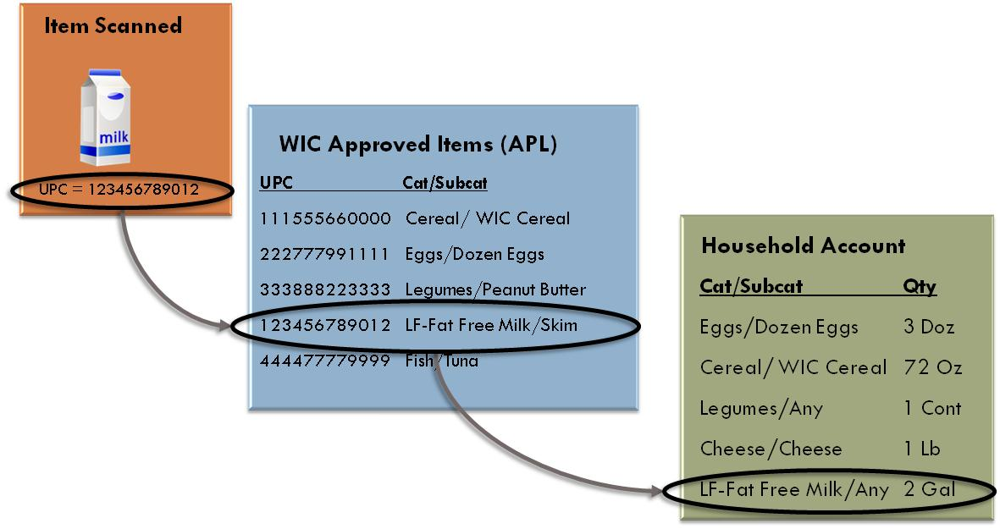 Item Scanned
milk
UPC = 123456789012
WIC Approved Items (APL)
UPC Cat/Subcat
111555660000 Cereal/ WIC Cereal
222777991111 Eggs/Dozen Eggs
333888223333 Legumes/Peanut Butter
123456789012 LF-Fat Free Milk/Skim
444477779999 Fish/Tuna
Household Account
Cat/Subcat Qty
Eggs/Dozen Eggs 3 Doz
Cereal/ WIC Cereal 72 Oz
Legumes/Any 1 Cont
Cheese/Cheese 1 Lb
LF-Fat Free Milk/Any 2 Gal